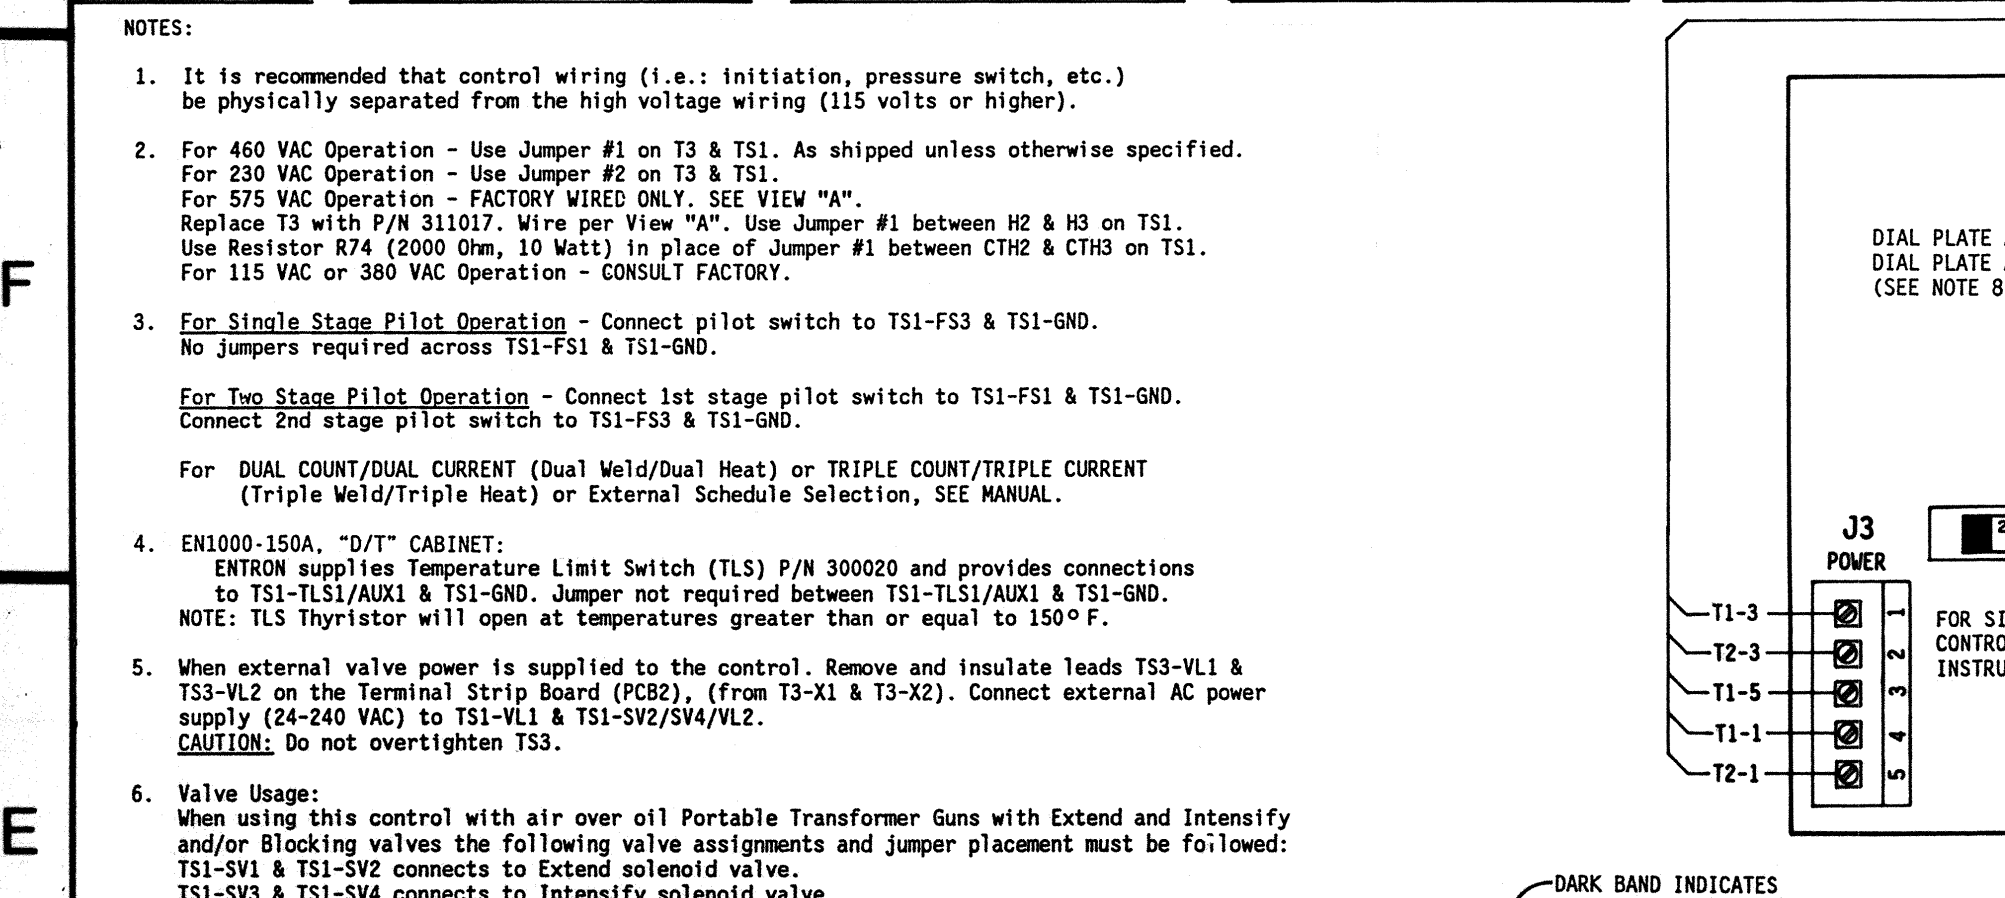 NOTES:
1. It is recommended that control wiring (i.e.: initiation, pressure switch, etc.)
be physically separated from the high voltage wiring (115 volts or higher).
2. For 460 VAC Operation - Use Jumper #1 on T3 & TS1. As shipped unless otherwise specified.
For 230 VAC Operation - Use Jumper #2 on T3 & TS1.
For 575 VAC Operation - FACTORY WIRED ONLY. SEE VIEW "A".
Replace T3 with P/N 311017. Wire per View "A". Use Jumper #1 between H2 & H3 on TS1.
Use Resistor R74 (2000 Ohm, 10 Watt) in place of Jumper #1 between CTH2 & CTH3 on TS1.
For 115 VAC or 380 VAC Operation - CONSULT FACTORY.
3. For Single Stage Pilot Operation - Connect pilot switch to TS1-FS3 & TS1-GND.
No jumpers required across TS1-FS1 & TS1-GND.
For Two Stage Pilot Operation - Connect 1st stage pilot switch to TS1-FS1 & TS1-GND.
Connect 2nd stage pilot switch to TS1-FS3 & TS1-GND.
For DUAL COUNT/DUAL CURRENT (Dual Weld/Dual Heat) or TRIPLE COUNT/TRIPLE CURRENT
(Triple Weld/Triple Heat) or External Schedule Selection, SEE MANUAL.
4. EN1000-150A, "D/T" CABINET:
ENTRON supplies Temperature Limit Switch (TLS) P/N 300020 and provides connections
to TS1-TLS1/AUX1 & TS1-GND. Jumper not required between TS1-TLS1/AUX1 & TS1-GND.
NOTE: TLS Thyristor will open at temperatures greater than or equal to 150° F.
5. When external valve power is supplied to the control. Remove and insulate leads TS3-VL1 &
TS3-VL2 on the Terminal Strip Board (PCB2), (from T3-X1 & T3-X2). Connect external AC power
supply (24-240 VAC) to TS1-VL1 & TS1-SV2/SV4/VL2.
CAUTION: Do not overtighten TS3.
6. Valve Usage:
When using this control with air over oil Portable Transformer Guns with Extend and Intensify
and/or Blocking valves the following valve assignments and jumper placement must be followed:
TS1-SV1 & TS1-SV2 connects to Extend solenoid valve.
TS1-SV3 & TS1-SV4 connects to Intensify solenoid valve
F
E
DIAL PLATE
DIAL PLATE
(SEE NOTE 8
J3
POWER
2
T1-3 1
T2-3 2
T1-5 3
T1-1 4
T2-1 5
FOR SI
CONTRO
INSTRU
DARK BAND INDICATES